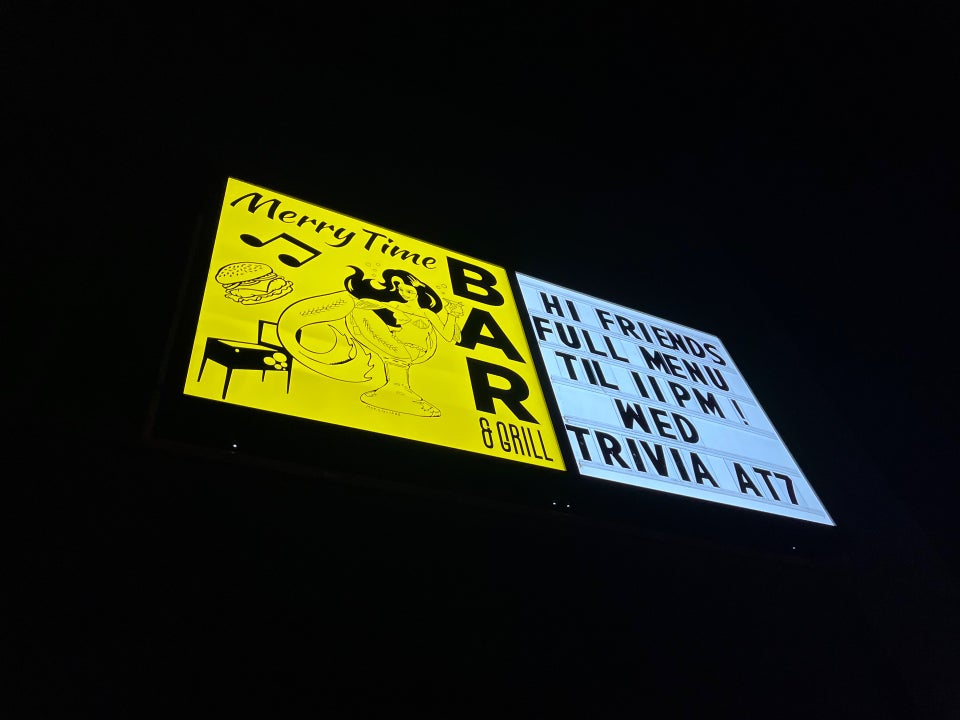 Merry Time
BAR
& GRILL
HI FRIENDS
FULL MENU
TIL 11PM !
WED
TRIVIA AT7